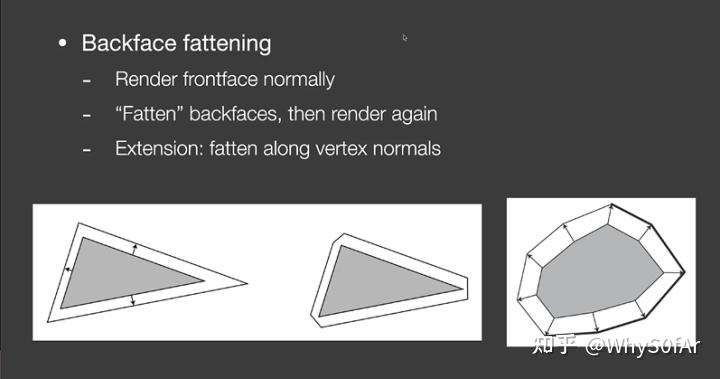 • Backface fattening
- Render frontface normally
- “Fatten” backfaces, then render again
- Extension: fatten along vertex normals
知乎 @WhyS0fAr